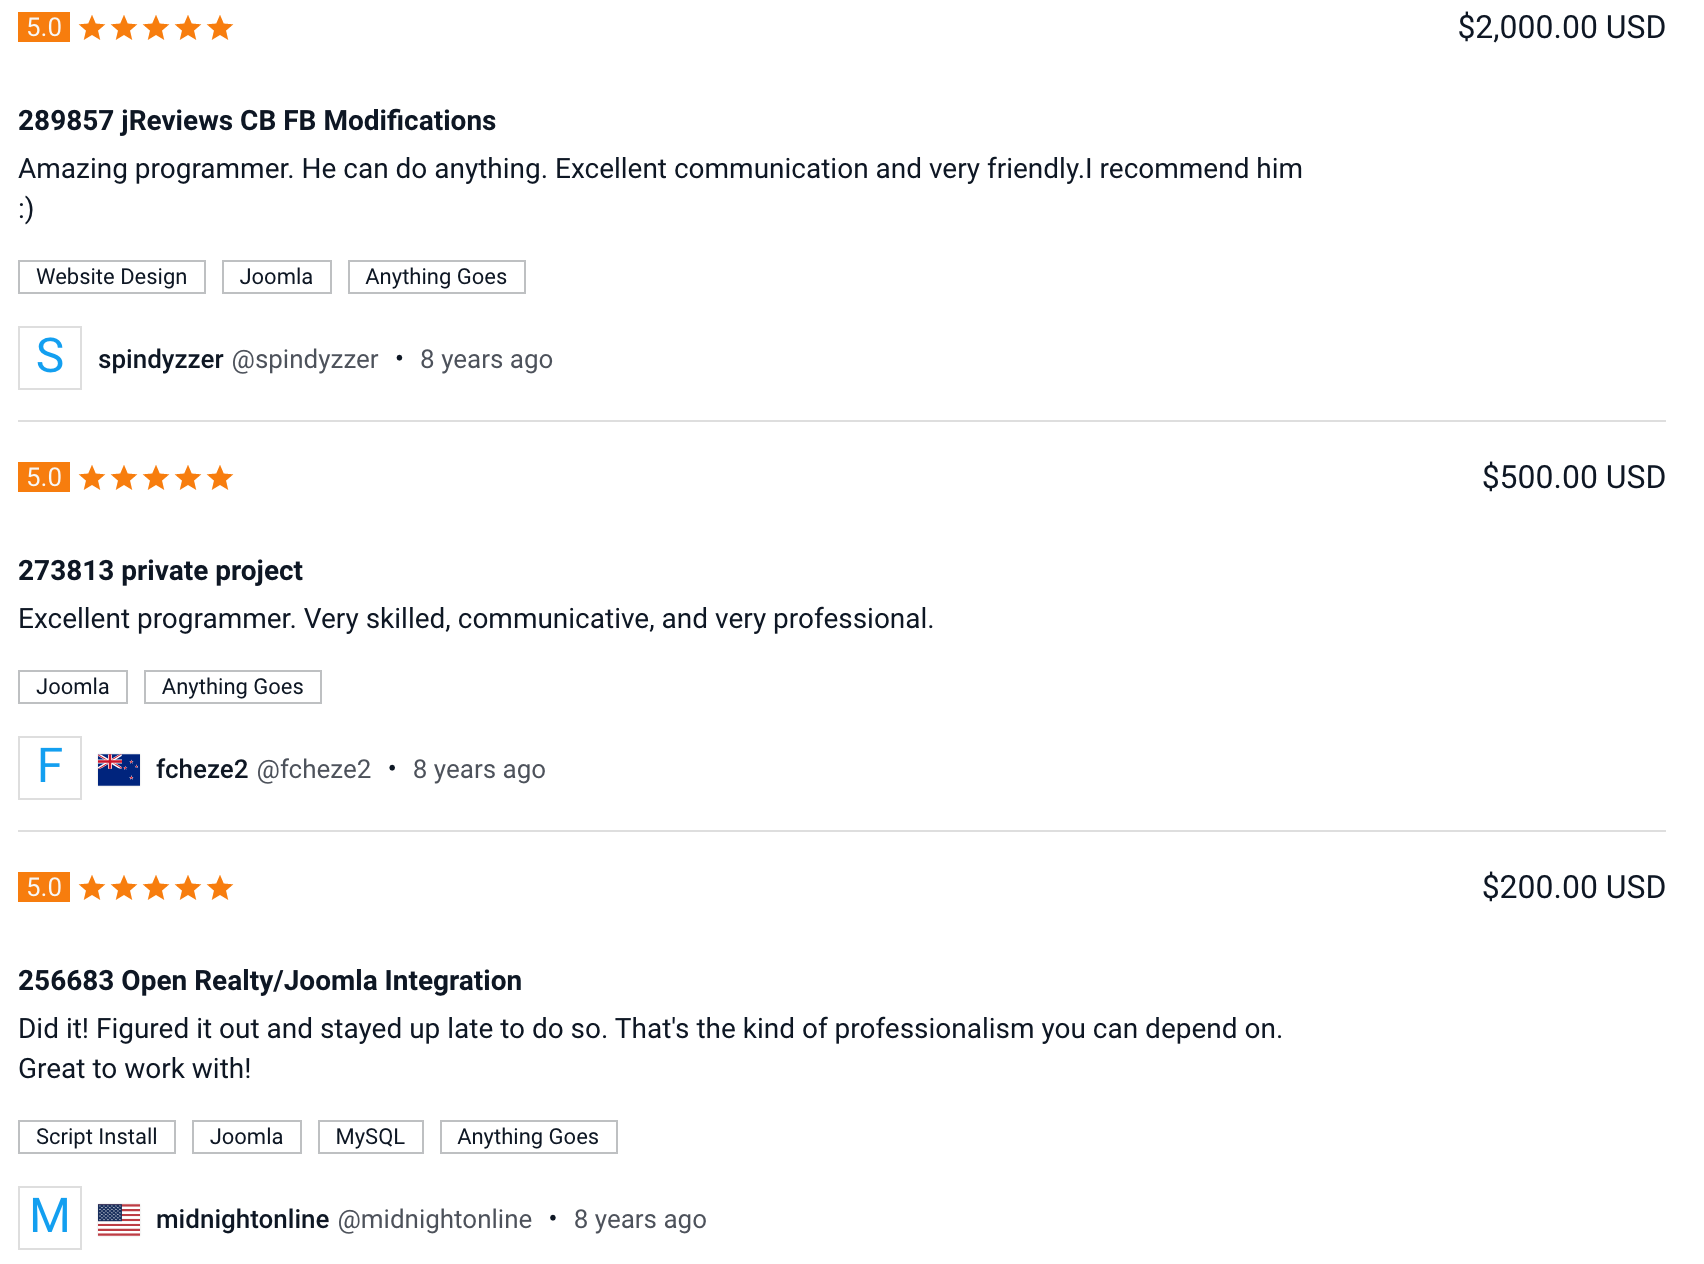 5.0 $2,000.00 USD
289857 jReviews CB FB Modifications
Amazing programmer. He can do anything. Excellent communication and very friendly.I recommend him
:)
Website Design Joomla Anything Goes
S spindyzzer @spindyzzer • 8 years ago
5.0 $500.00 USD
273813 private project
Excellent programmer. Very skilled, communicative, and very professional.
Joomla Anything Goes
F fcheze2 @fcheze2 • 8 years ago
5.0 $200.00 USD
256683 Open Realty/Joomla Integration
Did it! Figured it out and stayed up late to do so. That's the kind of professionalism you can depend on.
Great to work with!
Script Install Joomla MySQL Anything Goes
M midnightonline @midnightonline • 8 years ago